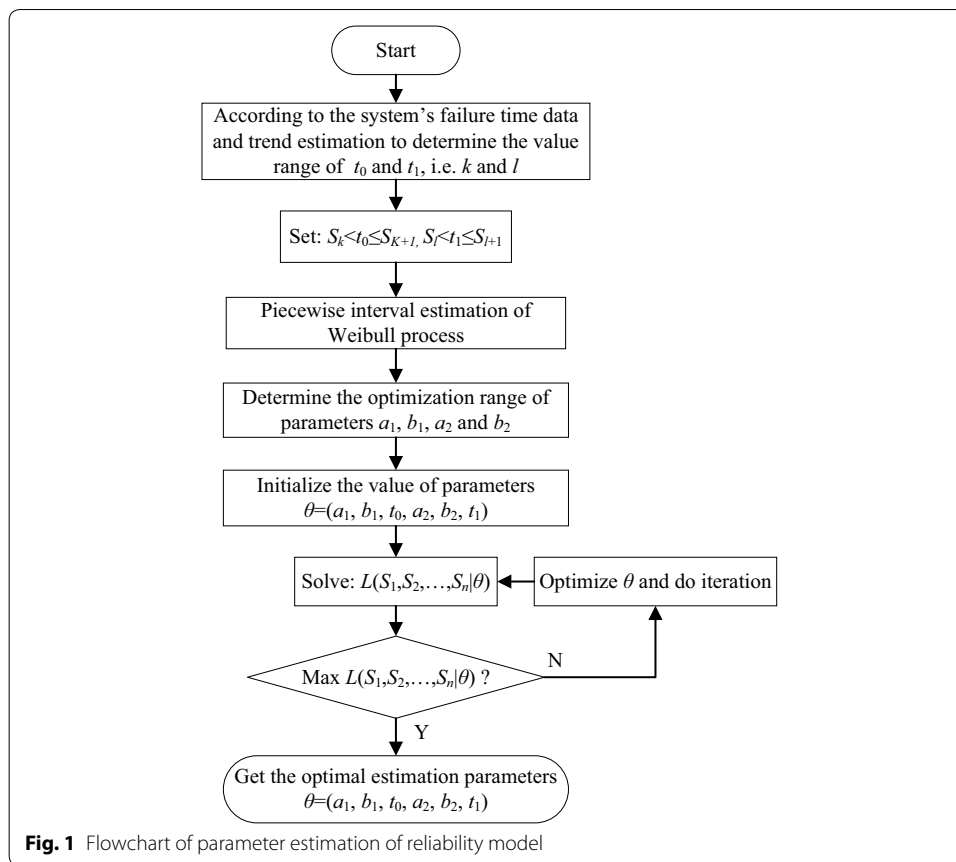 Start
According to the system's failure time data
and trend estimation to determine the value
range of t₀ and t₁, i.e. k and l
Set: Sₖ<t₀≤S_{K+1}, Sₗ<t₁≤S_{l+1}
Piecewise interval estimation of
Weibull process
Determine the optimization range of
parameters a₁, b₁, a₂ and b₂
Initialize the value of parameters
θ=(a₁, b₁, t₀, a₂, b₂, t₁)
Solve: L(S₁,S₂,…,Sₙ|θ)
Optimize θ and do iteration
Max L(S₁,S₂,…,Sₙ|θ) ?
N
Y
Get the optimal estimation parameters
θ=(a₁, b₁, t₀, a₂, b₂, t₁)
Fig. 1 Flowchart of parameter estimation of reliability model